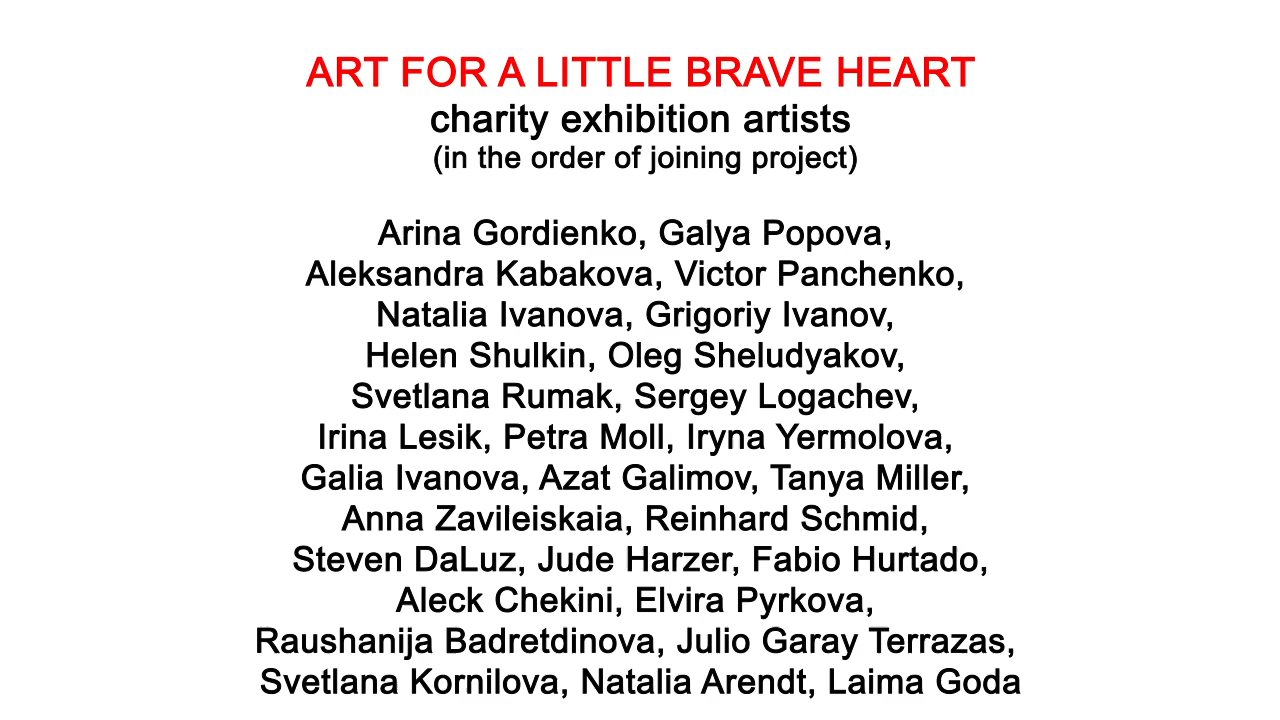 ART FOR A LITTLE BRAVE HEART
charity exhibition artists
(in the order of joining project)
Arina Gordienko, Galya Popova,
Aleksandra Kabakova, Victor Panchenko,
Natalia Ivanova, Grigoriy Ivanov,
Helen Shulkin, Oleg Sheludyakov,
Svetlana Rumak, Sergey Logachev,
Irina Lesik, Petra Moll, Iryna Yermolova,
Galia Ivanova, Azat Galimov, Tanya Miller,
Anna Zavileiskaia, Reinhard Schmid,
Steven DaLuz, Jude Harzer, Fabio Hurtado,
Aleck Chekini, Elvira Pyrkova,
Raushanija Badretdinova, Julio Garay Terrazas,
Svetlana Kornilova, Natalia Arendt, Laima Goda